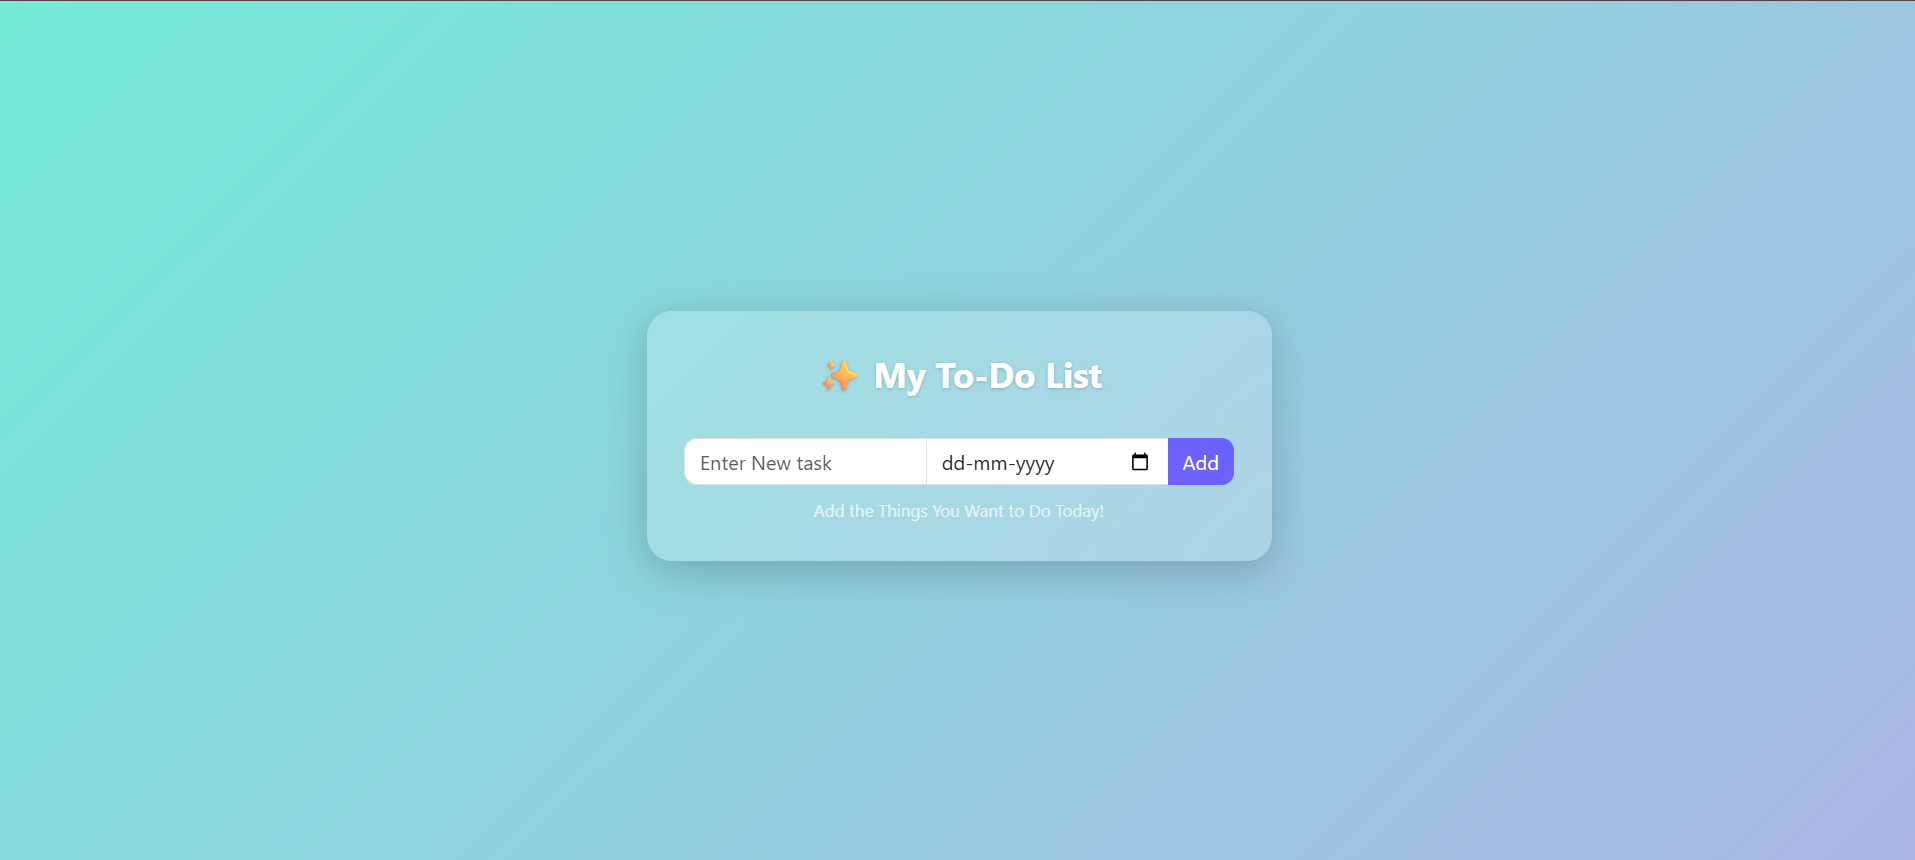 ✨ My To-Do List
Enter New task dd-mm-yyyy Add
Add the Things You Want to Do Today!